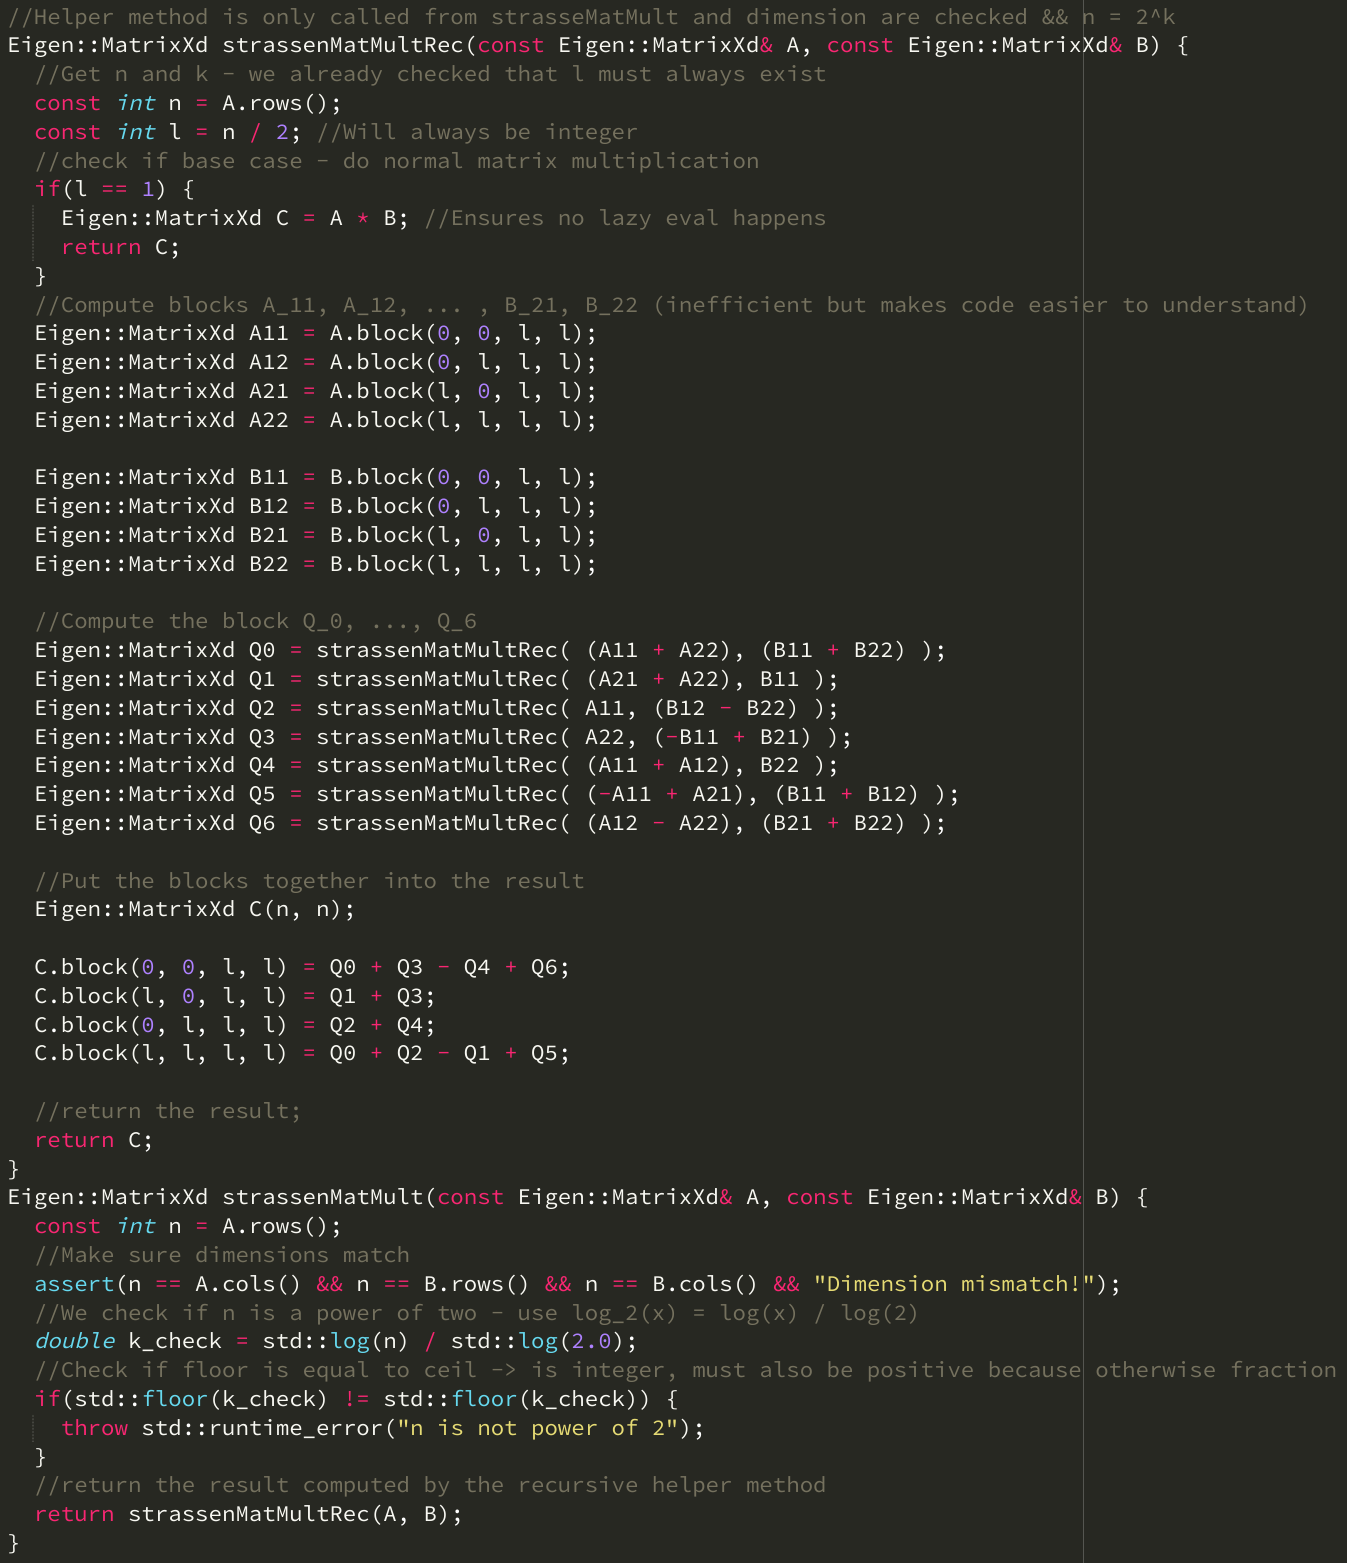 //Helper method is only called from strasseMatMult and dimension are checked && n = 2^k
Eigen::MatrixXd strassenMatMultRec(const Eigen::MatrixXd& A, const Eigen::MatrixXd& B) {
  //Get n and k - we already checked that l must always exist
  const int n = A.rows();
  const int l = n / 2; //Will always be integer
  //check if base case - do normal matrix multiplication
  if(l == 1) {
    Eigen::MatrixXd C = A * B; //Ensures no lazy eval happens
    return C;
  }
  //Compute blocks A_11, A_12, ... , B_21, B_22 (inefficient but makes code easier to understand)
  Eigen::MatrixXd A11 = A.block(0, 0, l, l);
  Eigen::MatrixXd A12 = A.block(0, l, l, l);
  Eigen::MatrixXd A21 = A.block(l, 0, l, l);
  Eigen::MatrixXd A22 = A.block(l, l, l, l);

  Eigen::MatrixXd B11 = B.block(0, 0, l, l);
  Eigen::MatrixXd B12 = B.block(0, l, l, l);
  Eigen::MatrixXd B21 = B.block(l, 0, l, l);
  Eigen::MatrixXd B22 = B.block(l, l, l, l);

  //Compute the block Q_0, ..., Q_6
  Eigen::MatrixXd Q0 = strassenMatMultRec( (A11 + A22), (B11 + B22) );
  Eigen::MatrixXd Q1 = strassenMatMultRec( (A21 + A22), B11 );
  Eigen::MatrixXd Q2 = strassenMatMultRec( A11, (B12 - B22) );
  Eigen::MatrixXd Q3 = strassenMatMultRec( A22, (-B11 + B21) );
  Eigen::MatrixXd Q4 = strassenMatMultRec( (A11 + A12), B22 );
  Eigen::MatrixXd Q5 = strassenMatMultRec( (-A11 + A21), (B11 + B12) );
  Eigen::MatrixXd Q6 = strassenMatMultRec( (A12 - A22), (B21 + B22) );

  //Put the blocks together into the result
  Eigen::MatrixXd C(n, n);

  C.block(0, 0, l, l) = Q0 + Q3 - Q4 + Q6;
  C.block(l, 0, l, l) = Q1 + Q3;
  C.block(0, l, l, l) = Q2 + Q4;
  C.block(l, l, l, l) = Q0 + Q2 - Q1 + Q5;

  //return the result;
  return C;
}
Eigen::MatrixXd strassenMatMult(const Eigen::MatrixXd& A, const Eigen::MatrixXd& B) {
  const int n = A.rows();
  //Make sure dimensions match
  assert(n == A.cols() && n == B.rows() && n == B.cols() && "Dimension mismatch!");
  //We check if n is a power of two - use log_2(x) = log(x) / log(2)
  double k_check = std::log(n) / std::log(2.0);
  //Check if floor is equal to ceil -> is integer, must also be positive because otherwise fraction
  if(std::floor(k_check) != std::floor(k_check)) {
    throw std::runtime_error("n is not power of 2");
  }
  //return the result computed by the recursive helper method
  return strassenMatMultRec(A, B);
}